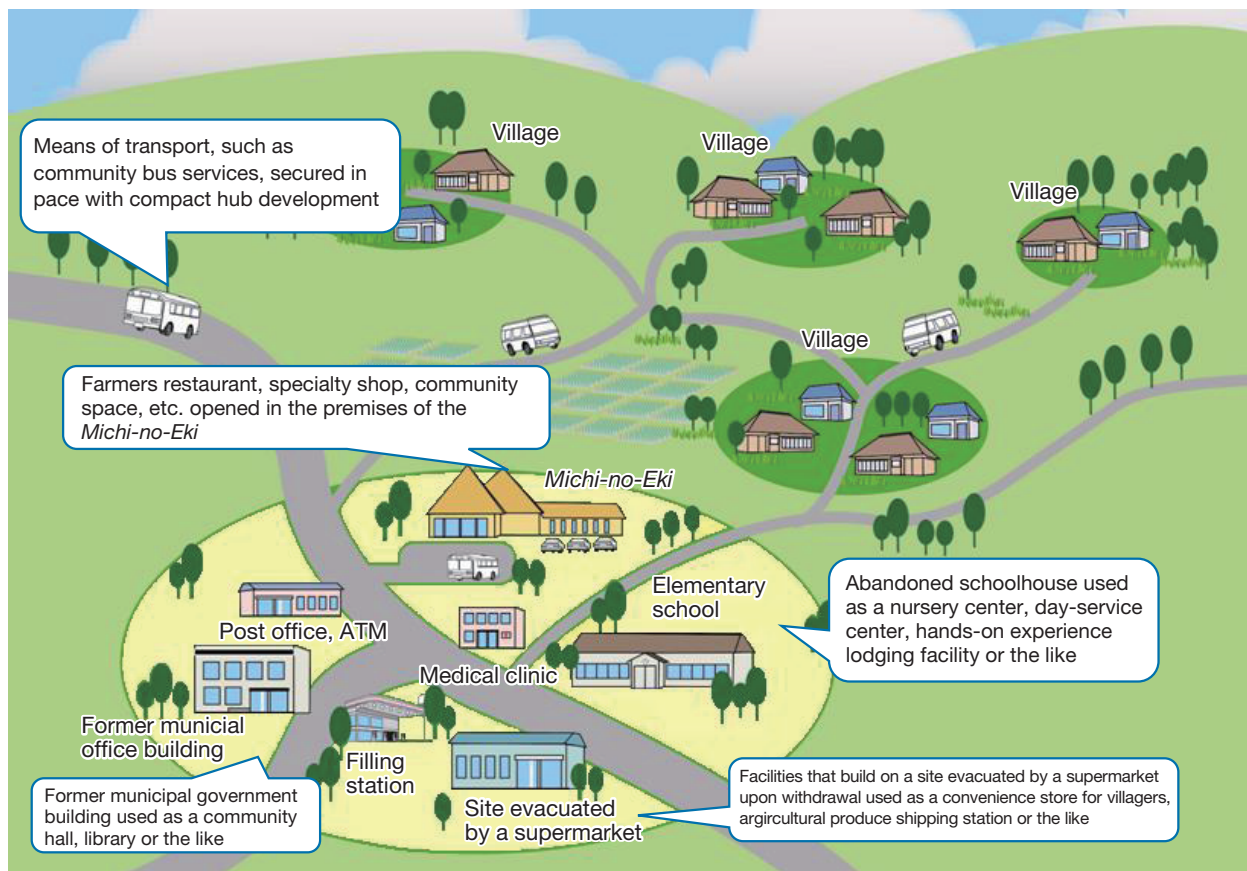 Village
Village
Village
Means of transport, such as
community bus services, secured in
pace with compact hub development
Village
Farmers restaurant, specialty shop, community
space, etc. opened in the premises of the
Michi-no-Eki
Michi-no-Eki
Elementary
school
Abandoned schoolhouse used
as a nursery center, day-service
center, hands-on experience
lodging facility or the like
Post office, ATM
Medical clinic
Former municial
office building
Filling
station
Former municipal government
building used as a community
hall, library or the like
Site evacuated
by a supermarket
Facilities that build on a site evacuated by a supermarket
upon withdrawal used as a convenience store for villagers,
argircultural produce shipping station or the like